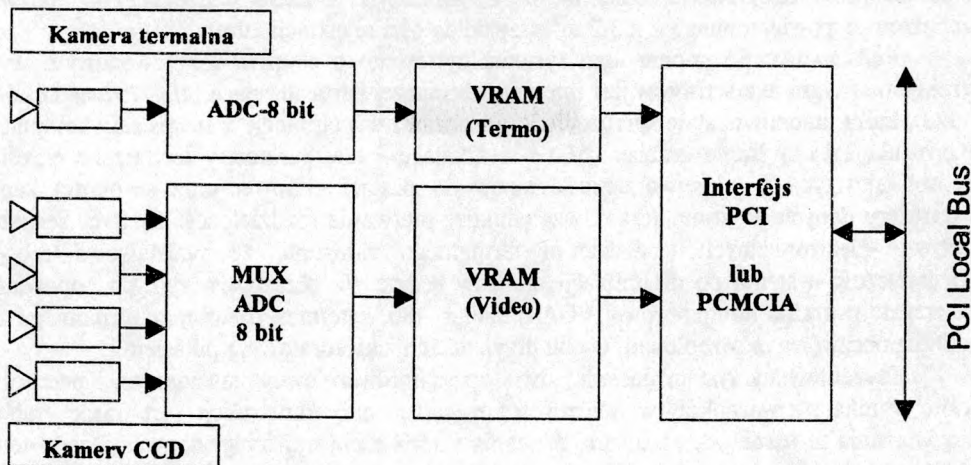 Kamera termalna
ADC-8 bit
VRAM
(Termo)
Interfejs
PCI
lub
PCMCIA
MUX
ADC
8 bit
VRAM
(Video)
PCI Local Bus
Kamery CCD